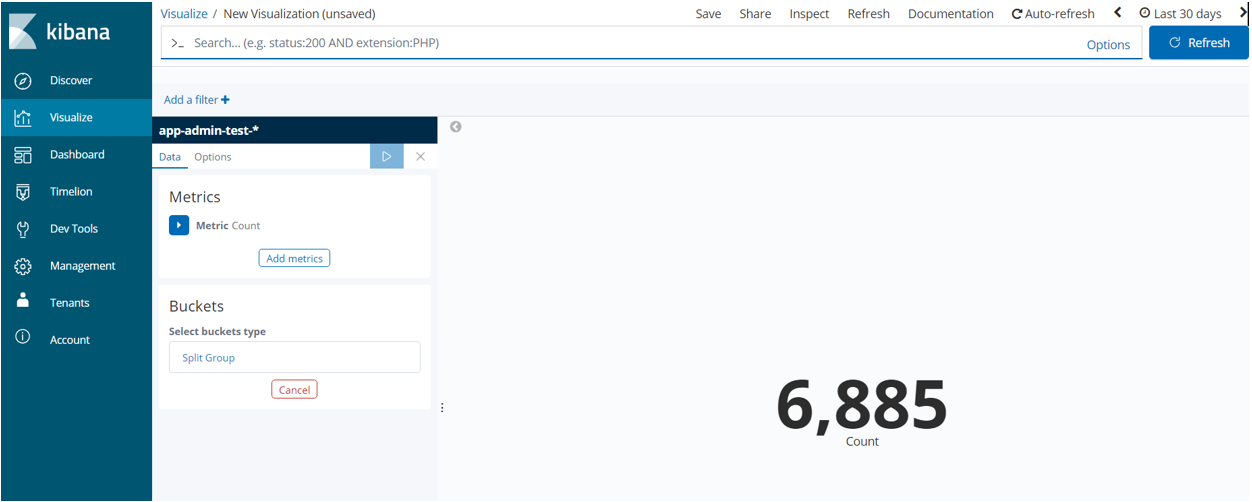 kibana
Discover
Visualize
Dashboard
Timelion
Dev Tools
Management
Tenants
Account
Visualize / New Visualization (unsaved)
Save Share Inspect Refresh Documentation Auto-refresh Last 30 days
>_ Search... (e.g. status:200 AND extension:PHP) Options Refresh
Add a filter +
app-admin-test-*
Data Options
Metrics
Metric Count
Add metrics
Buckets
Select buckets type
Split Group
Cancel
6,885
Count